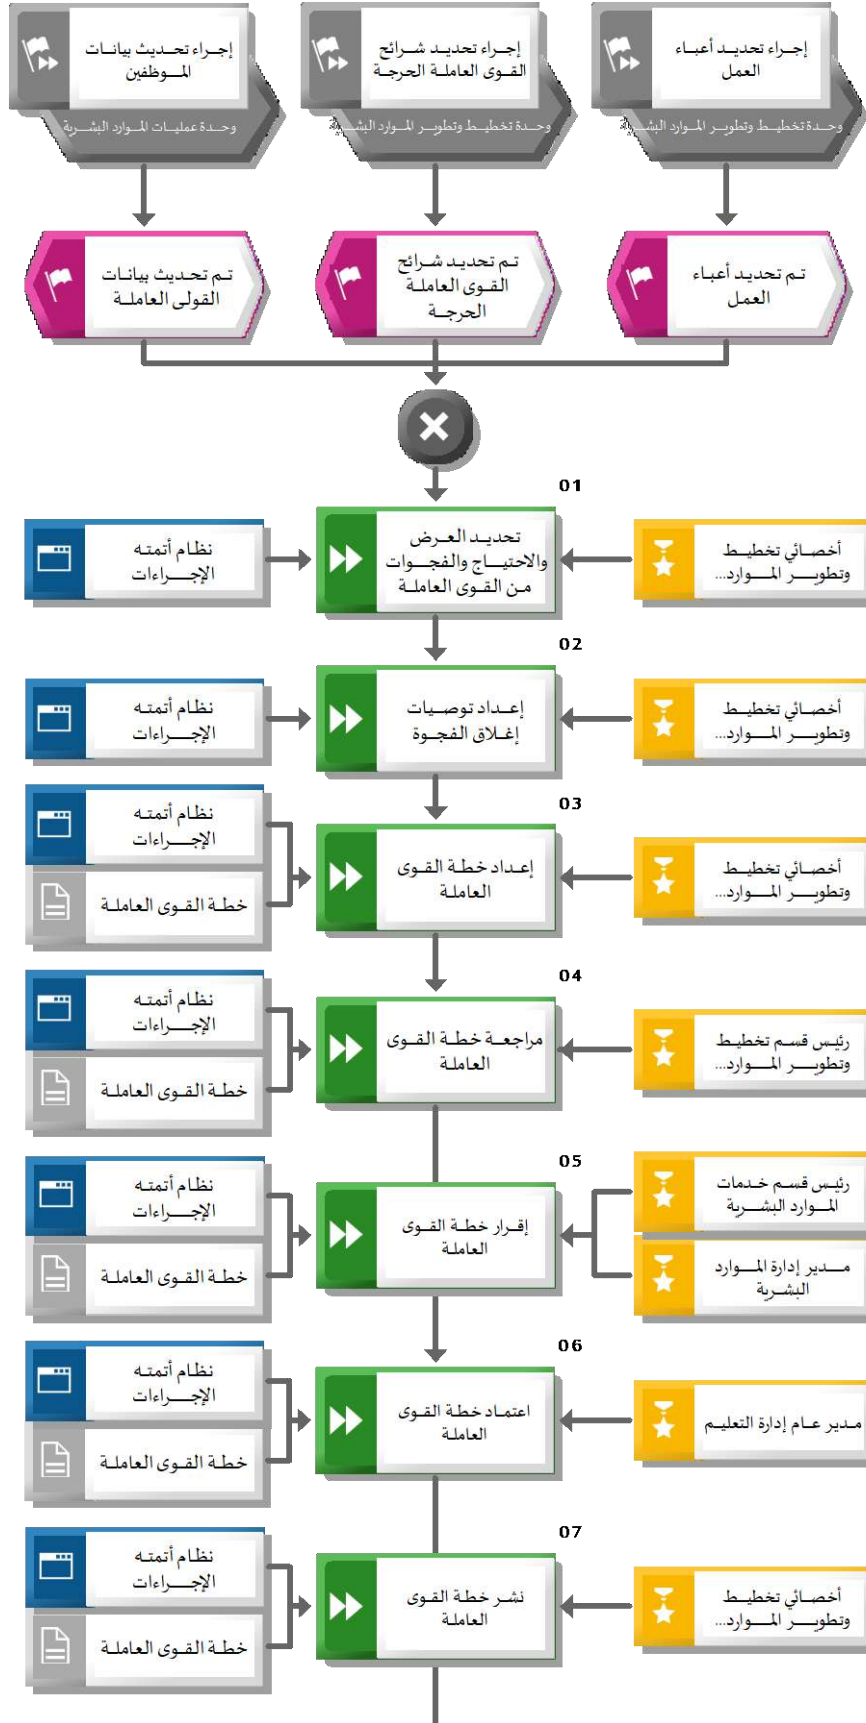 إجراء تحديد أعباء
العمل
وحدة تخطيط وتطوير الموارد البشرية
إجراء تحديد شرائح
القوى العاملة الحرجة
وحدة تخطيط وتطوير الموارد البشرية
إجراء تحديث بيانات
الموظفين
وحدة عمليات الموارد البشرية
تم تحديد أعباء
العمل
تم تحديد شرائح
القوى العاملة
الحرجة
تم تحديث بيانات
القولى العاملة
01
أخصائي تخطيط
وتطوير الموارد...
تحديد العرض
والاحتياج والفجوات
من القوى العاملة
نظام أتمته
الإجراءات
02
أخصائي تخطيط
وتطوير الموارد...
إعداد توصيات
إغلاق الفجوة
نظام أتمته
الإجراءات
03
أخصائي تخطيط
وتطوير الموارد...
إعداد خطة القوى
العاملة
نظام أتمته
الإجراءات
خطة القوى العاملة
04
رئيس قسم تخطيط
وتطوير الموارد...
مراجعة خطة القوى
العاملة
نظام أتمته
الإجراءات
خطة القوى العاملة
05
رئيس قسم خدمات
الموارد البشرية
مدير إدارة الموارد
البشرية
إقرار خطة القوى
العاملة
نظام أتمته
الإجراءات
خطة القوى العاملة
06
مدير عام إدارة التعليم
اعتماد خطة القوى
العاملة
نظام أتمته
الإجراءات
خطة القوى العاملة
07
أخصائي تخطيط
وتطوير الموارد...
نشر خطة القوى
العاملة
نظام أتمته
الإجراءات
خطة القوى العاملة